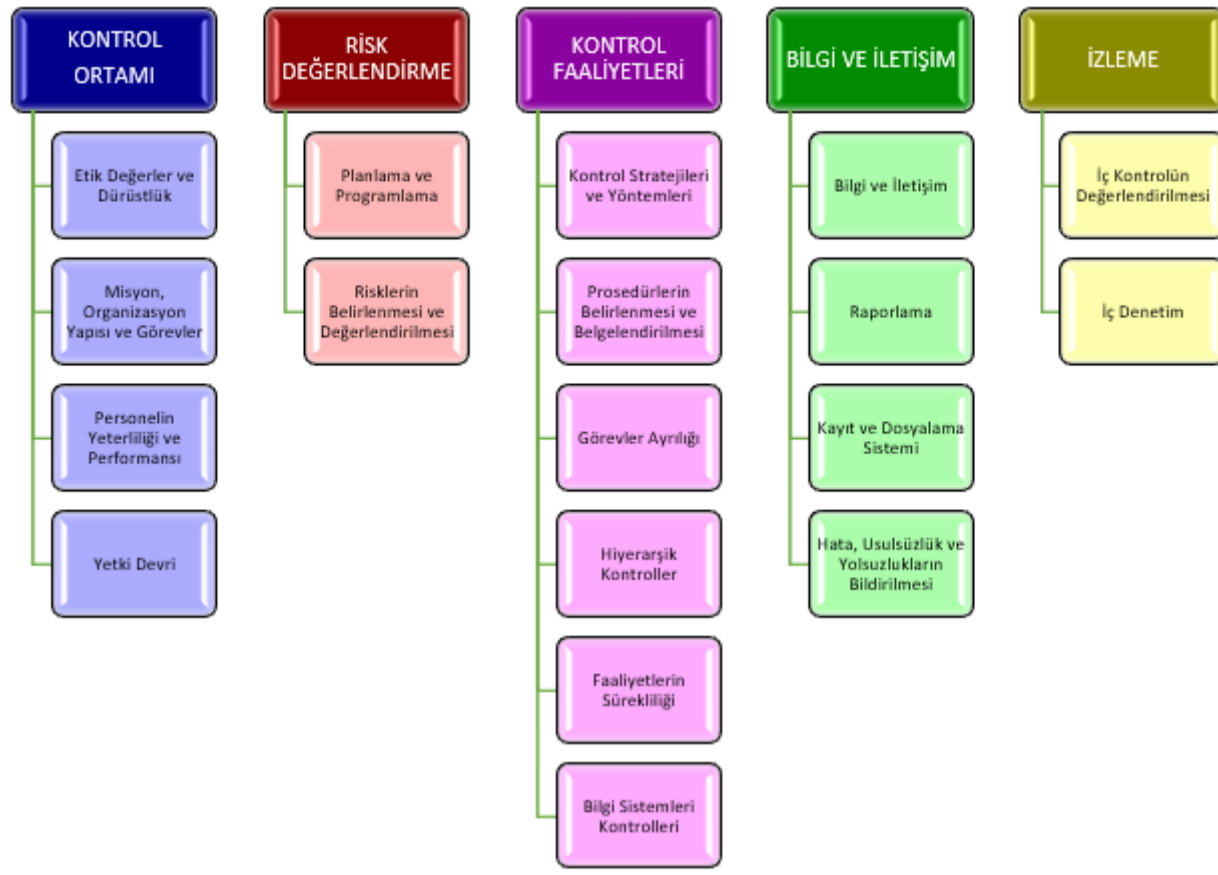 KONTROL
ORTAMI
Etik Değerler ve
Dürüstlük
Misyon,
Organizasyon
Yapısı ve Görevler
Personelin
Yeterliliği ve
Performansı
Yetki Devri
RİSK
DEĞERLENDİRME
Planlama ve
Programlama
Risklerin
Belirlenmesi ve
Değerlendirilmesi
KONTROL
FAALİYETLERİ
Kontrol Stratejileri
ve Yöntemleri
Prosedürlerin
Belirlenmesi ve
Belgelendirilmesi
Görevler Ayrılığı
Hiyerarşik
Kontroller
Faaliyetlerin
Sürekliliği
Bilgi Sistemleri
Kontrolleri
BİLGİ VE İLETİŞİM
Bilgi ve İletişim
Raporlama
Kayıt ve Dosyalama
Sistemi
Hata, Usulsüzlük ve
Yolsuzlukların
Bildirilmesi
İZLEME
İç Kontrolün
Değerlendirilmesi
İç Denetim